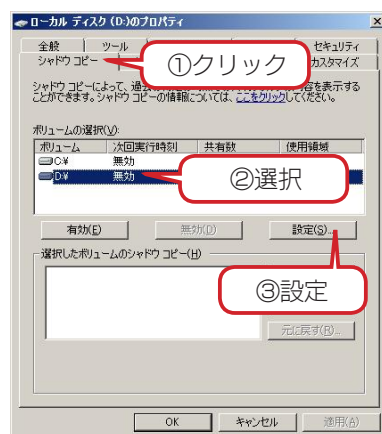 ローカル ディスク (D:)のプロパティ
全般 ツール セキュリティ
シャドウ コピー カスタマイズ
①クリック
シャドウ コピーによって、過去 容を表示する
ことができます。シャドウ コピーの情報については、ここをクリックしてください。
ボリュームの選択(V):
ボリューム 次回実行時刻 共有数 使用領域
C:¥ 無効
D:¥ 無効
②選択
有効(E) 無効(D) 設定(S)...
選択したボリュームのシャドウ コピー(H)
③設定
元に戻す(R)...
OK キャンセル 適用(A)